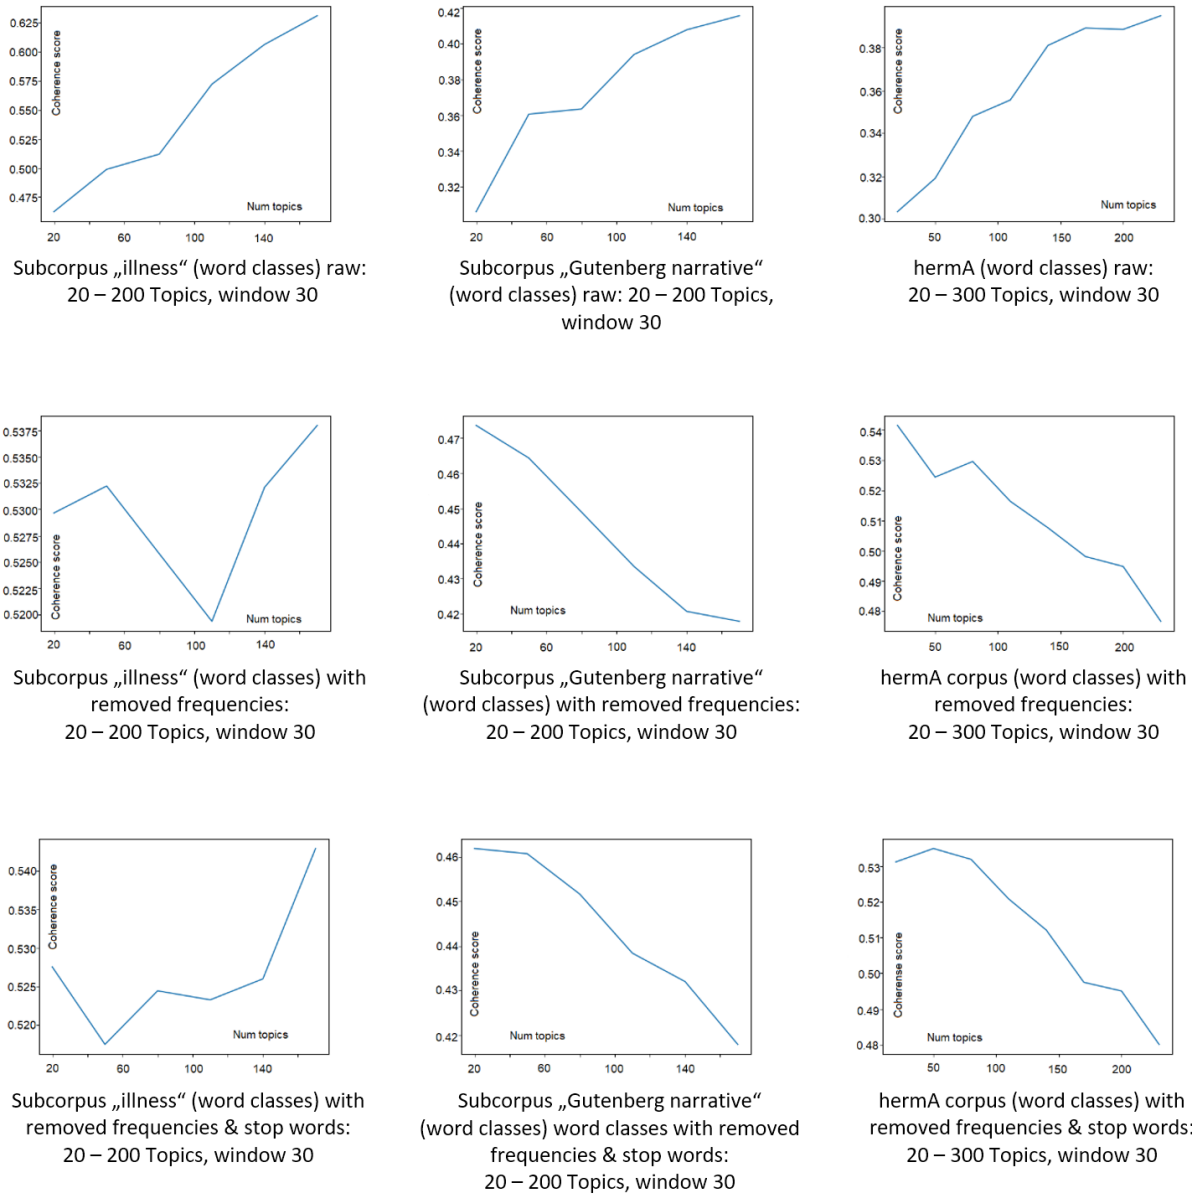 0.625
0.600
0.575
0.550
0.525
0.500
0.475
Coherence score
Num topics
20 60 100 140
Subcorpus „illness“ (word classes) raw:
20 – 200 Topics, window 30
0.42
0.40
0.38
0.36
0.34
0.32
Coherence score
Num topics
20 60 100 140
Subcorpus „Gutenberg narrative“
(word classes) raw: 20 – 200 Topics,
window 30
0.38
0.36
0.34
0.32
0.30
Coherence score
Num topics
50 100 150 200
hermA (word classes) raw:
20 – 300 Topics, window 30
0.5375
0.5350
0.5325
0.5300
0.5275
0.5250
0.5225
0.5200
Coherence score
Num topics
20 60 100 140
Subcorpus „illness“ (word classes) with
removed frequencies:
20 – 200 Topics, window 30
0.47
0.46
0.45
0.44
0.43
0.42
Coherence score
Num topics
20 60 100 140
Subcorpus „Gutenberg narrative“
(word classes) with removed frequencies:
20 – 200 Topics, window 30
0.54
0.53
0.52
0.51
0.50
0.49
0.48
Coherence score
Num topics
50 100 150 200
hermA corpus (word classes) with
removed frequencies:
20 – 300 Topics, window 30
0.540
0.535
0.530
0.525
0.520
Coherence score
Num topics
20 60 100 140
Subcorpus „illness“ (word classes) with
removed frequencies & stop words:
20 – 200 Topics, window 30
0.46
0.45
0.44
0.43
0.42
Coherence score
Num topics
20 60 100 140
Subcorpus „Gutenberg narrative“
(word classes) word classes with removed
frequencies & stop words:
20 – 200 Topics, window 30
0.53
0.52
0.51
0.50
0.49
0.48
Coherense score
Num topics
50 100 150 200
hermA corpus (word classes) with
removed frequencies & stop words:
20 – 300 Topics, window 30